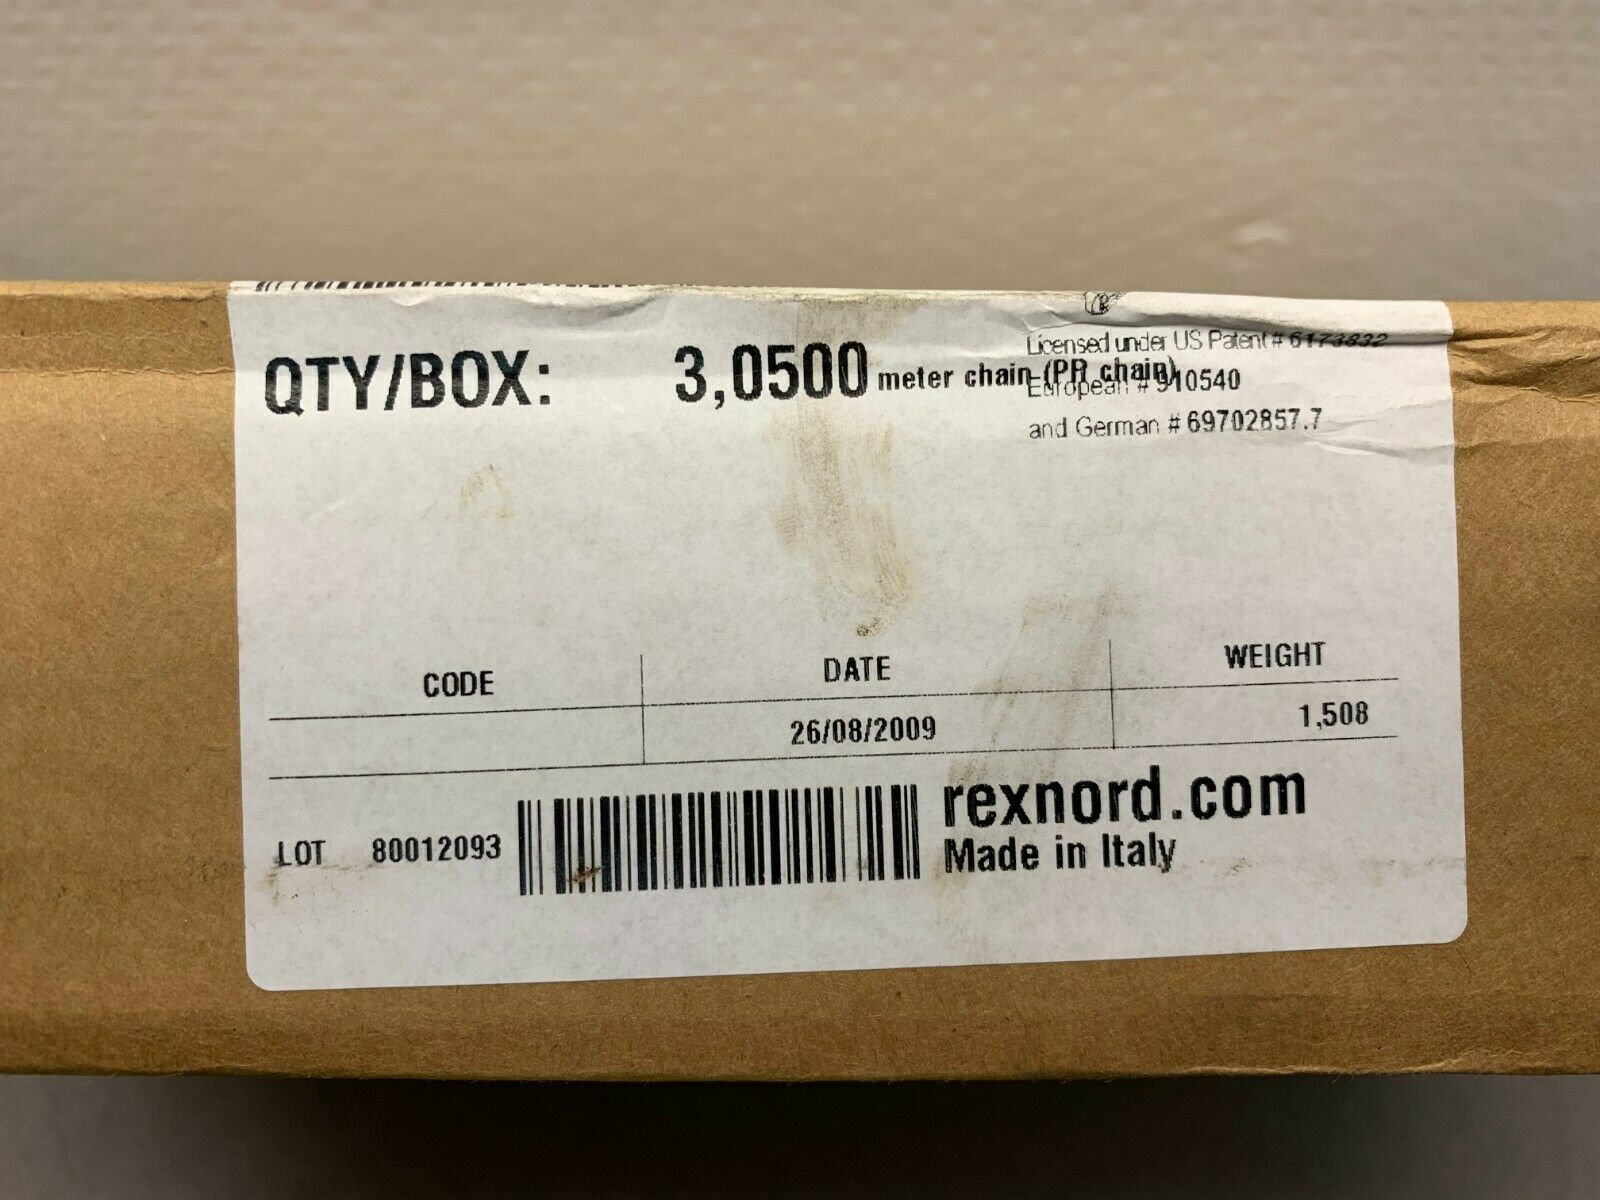 QTY/BOX: 3,0500 meter chain (PR chain)
Licensed under US Patent # 6173832
European # 910540
and German # 69702857.7
CODE DATE WEIGHT
26/08/2009 1,508
LOT 80012093
rexnord.com
Made in Italy